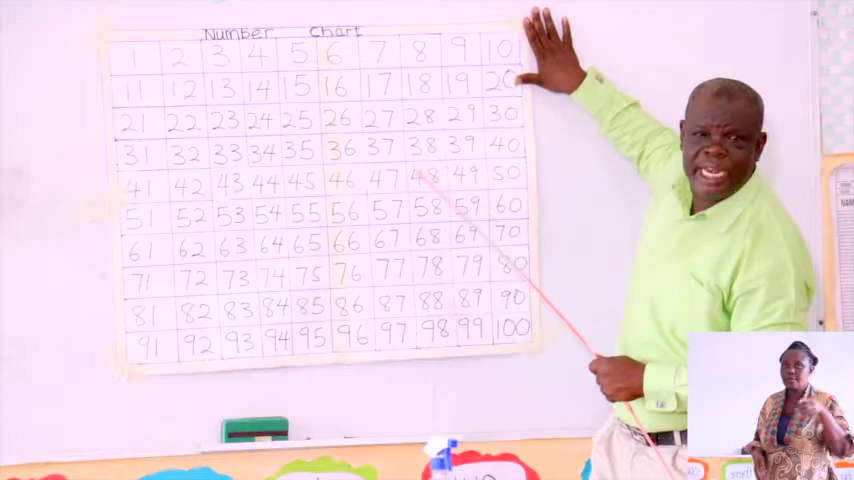 Number Chart
1 2 3 4 5 6 7 8 9 10
11 12 13 14 15 16 17 18 19 20
21 22 23 24 25 26 27 28 29 30
31 32 33 34 35 36 37 38 39 40
41 42 43 44 45 46 47 48 49 50
51 52 53 54 55 56 57 58 59 60
61 62 63 64 65 66 67 68 69 70
71 72 73 74 75 76 77 78 79 80
81 82 83 84 85 86 87 88 89 90
91 92 93 94 95 96 97 98 99 100